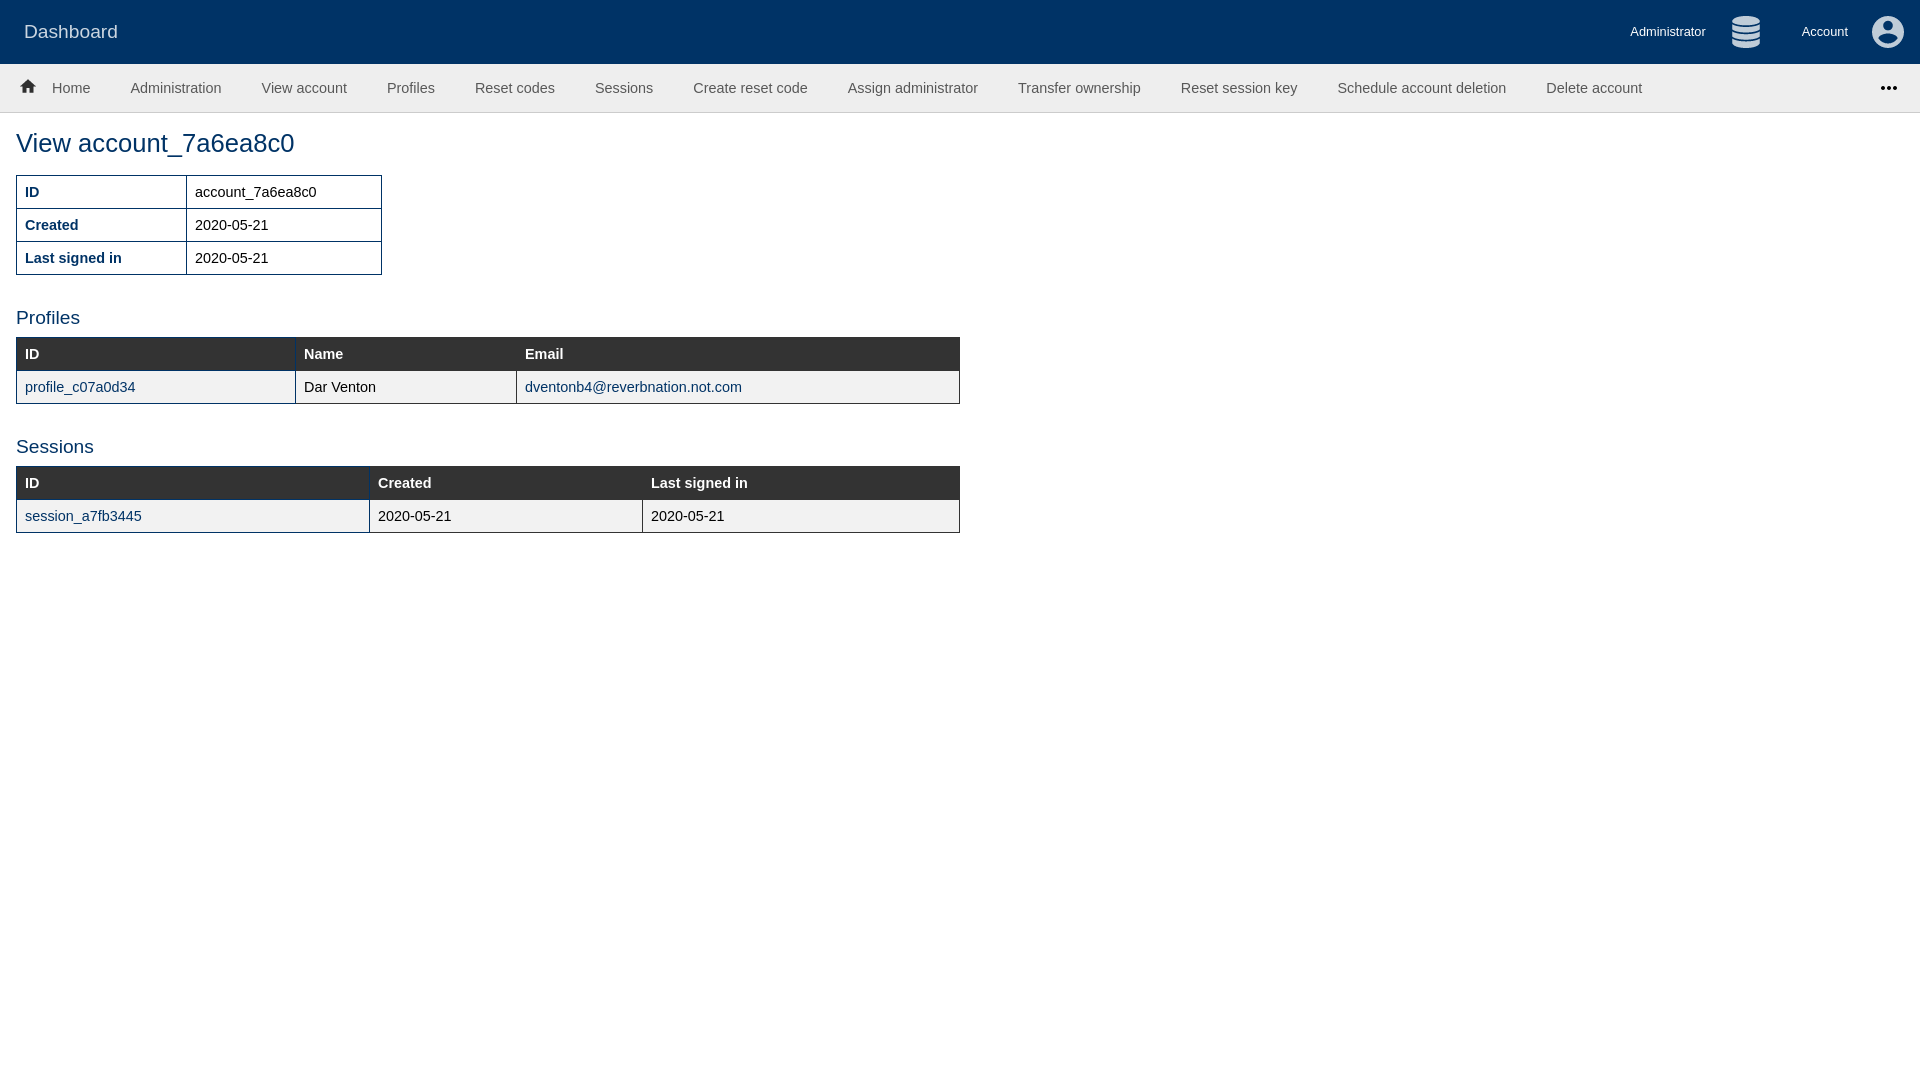 Dashboard
Administrator
Account
Home Administration View account Profiles Reset codes Sessions Create reset code Assign administrator Transfer ownership Reset session key Schedule account deletion Delete account
View account_7a6ea8c0
ID account_7a6ea8c0
Created 2020-05-21
Last signed in 2020-05-21
Profiles
ID Name Email
profile_c07a0d34 Dar Venton dventonb4@reverbnation.not.com
Sessions
ID Created Last signed in
session_a7fb3445 2020-05-21 2020-05-21